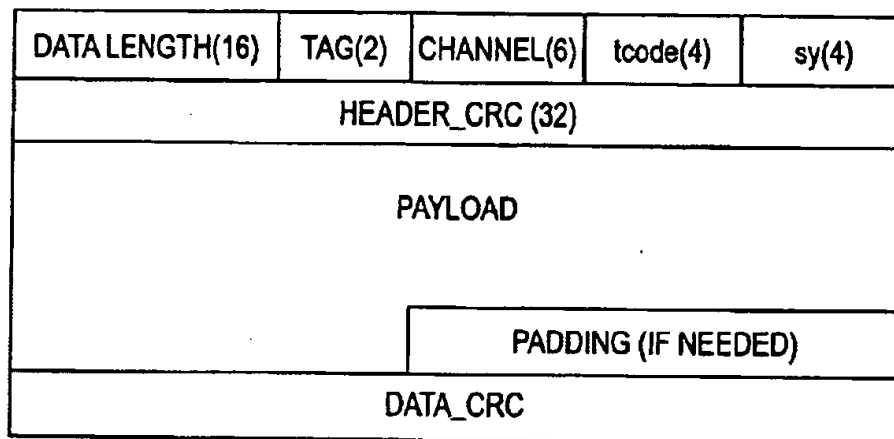 DATA LENGTH(16) TAG(2) CHANNEL(6) tcode(4) sy(4)
HEADER_CRC (32)
PAYLOAD
PADDING (IF NEEDED)
DATA_CRC